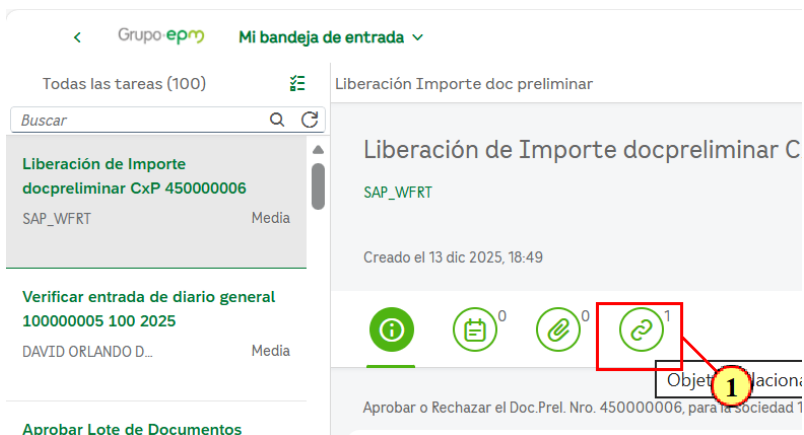 Grupo·epm
Mi bandeja de entrada
Todas las tareas (100)
Liberación Importe doc preliminar
Buscar
Liberación de Importe
docpreliminar CxP 450000006
SAP_WFRT
Media
Liberación de Importe docpreliminar C
SAP_WFRT
Creado el 13 dic 2025, 18:49
Verificar entrada de diario general
100000005 100 2025
DAVID ORLANDO D...
Media
0
0
1
1
Aprobar o Rechazar el Doc.Prel. Nro. 450000006, para la sociedad 1
Aprobar Lote de Documentos